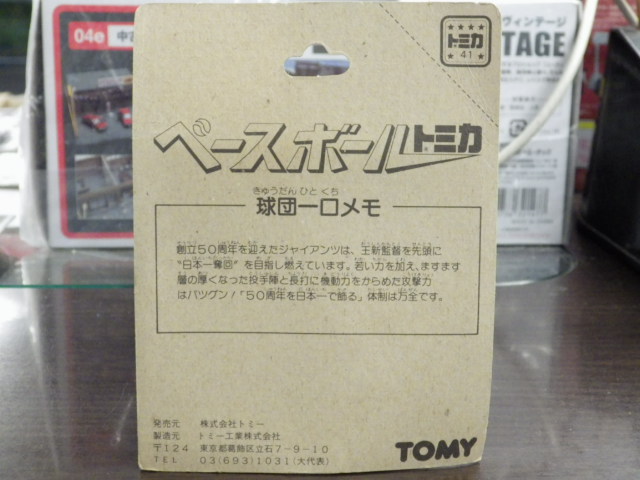 04e
中古
ヴィンテージ
TAGE
トミカ
41
ベースボールトミカ
きゅうだん ひと くち
球団一口メモ
創立50周年を迎えたジャイアンツは、王新監督を先頭に
“日本一奪回”を目指し燃えています。若い力を加え、ますます
層の厚くなった投手陣と長打に機動力をからめた攻撃力
はバツグン!「50周年を日本一で飾る」体制は万全です。
発売元 株式会社トミー
製造元 トミー工業株式会社
〒124 東京都葛飾区立石7-9-10
TEL 03(693)1031(大代表)
TOMY